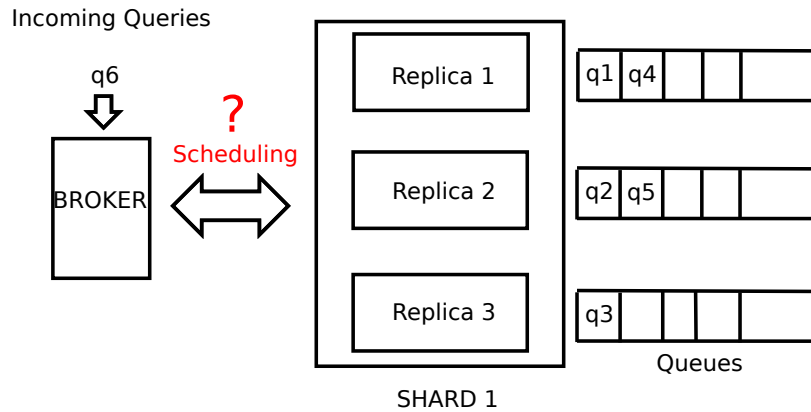 Incoming Queries
q6
BROKER
?
Scheduling
Replica 1
Replica 2
Replica 3
SHARD 1
q1 q4
q2 q5
q3
Queues